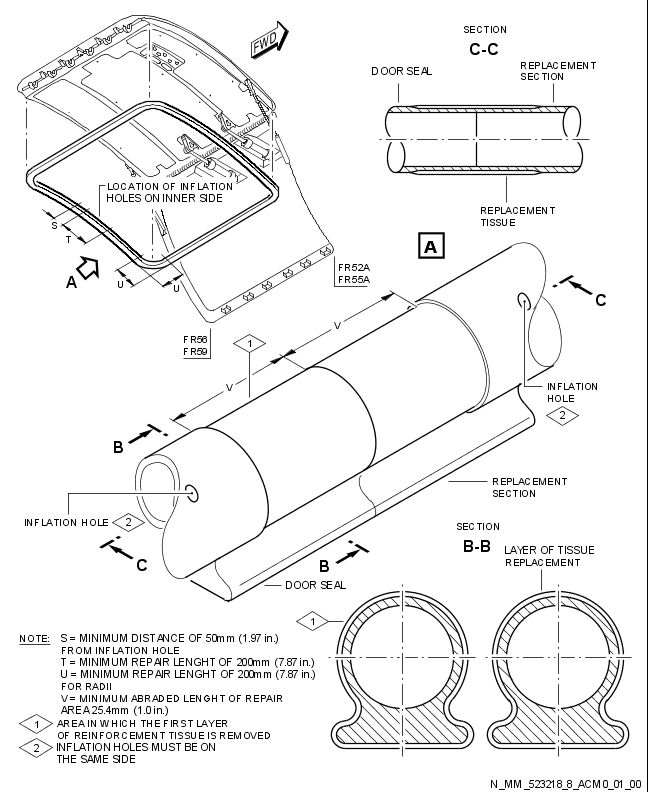 FWD
LOCATION OF INFLATION
HOLES ON INNER SIDE
S
T
A
U
U
FR52A
FR55A
FR56
FR59
SECTION
C-C
DOOR SEAL
REPLACEMENT
SECTION
REPLACEMENT
TISSUE
A
V
1
V
C
INFLATION
HOLE
2
B
INFLATION HOLE
2
C
B
REPLACEMENT
SECTION
DOOR SEAL
SECTION
B-B
LAYER OF TISSUE
REPLACEMENT
1
NOTE:
S = MINIMUM DISTANCE OF 50mm (1.97 in.)
FROM INFLATION HOLE
T = MINIMUM REPAIR LENGHT OF 200mm (7.87 in.)
U = MINIMUM REPAIR LENGHT OF 200mm (7.87 in.)
FOR RADII
V = MINIMUM ABRADED LENGHT OF REPAIR
AREA 25.4mm (1.0 in.)
1 AREA IN WHICH THE FIRST LAYER
OF REINFORCEMENT TISSUE IS REMOVED
2 INFLATION HOLES MUST BE ON
THE SAME SIDE
N_MM_523218_8_ACM0_01_00